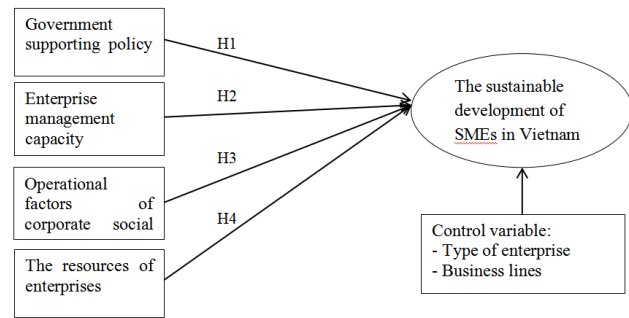 Government
supporting policy
H1
Enterprise
management
capacity
H2
Operational
factors of
corporate social
H3
The resources of
enterprises
H4
The sustainable
development of
SMEs in Vietnam
Control variable:
- Type of enterprise
- Business lines